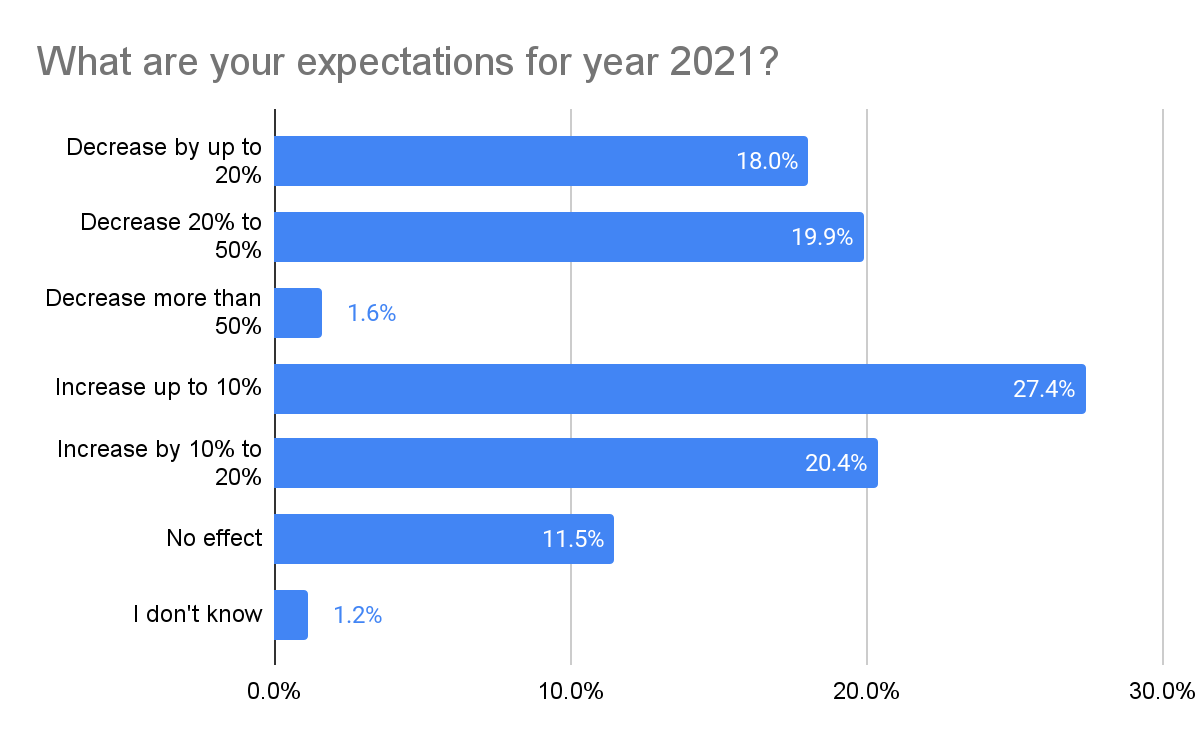 What are your expectations for year 2021?
Decrease by up to
20%
18.0%
Decrease 20% to
50%
19.9%
Decrease more than
50%
1.6%
Increase up to 10%
27.4%
Increase by 10% to
20%
20.4%
No effect
11.5%
I don't know
1.2%
0.0%
10.0%
20.0%
30.0%